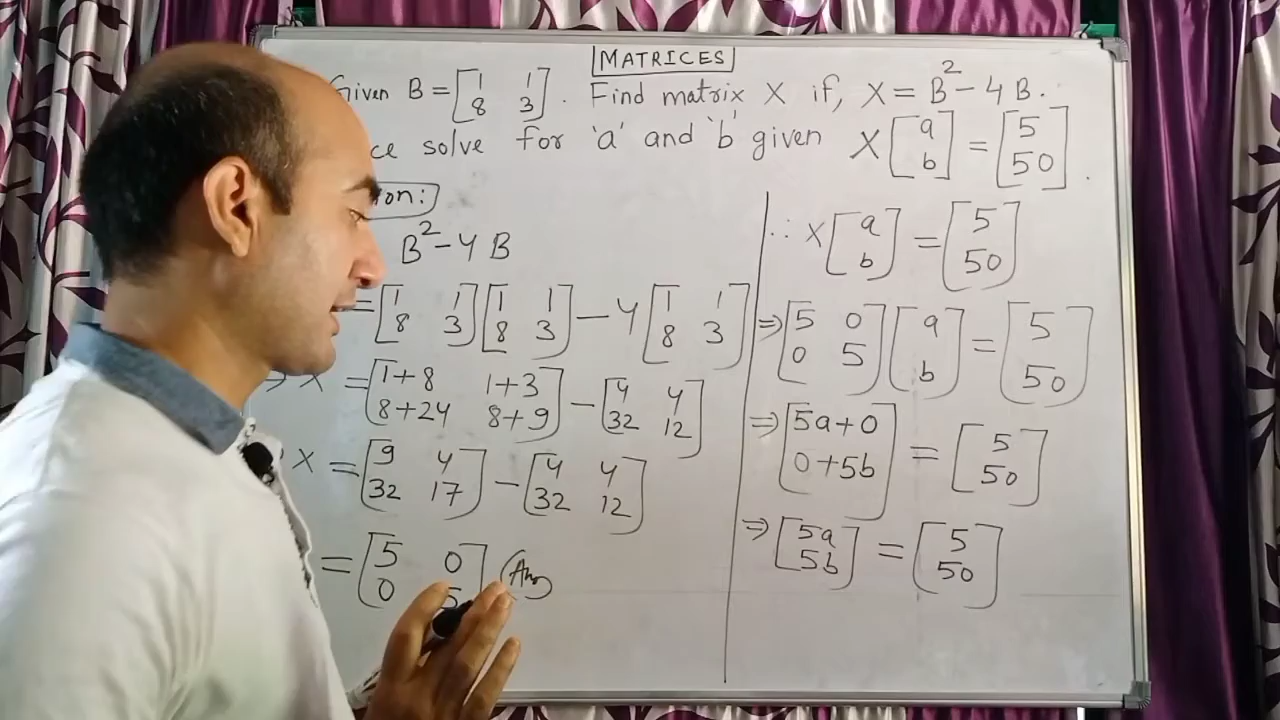 MATRICES
Given B = [1 1; 8 3]. Find matrix X if, X = B² - 4B.
solve for 'a' and 'b' given X [a; b] = [5; 50].
B² - 4B
= [1 1; 8 3] [1 1; 8 3] - 4 [1 1; 8 3]
⇒ X = [1+8 1+3; 8+24 8+9] - [4 4; 32 12]
X = [9 4; 32 17] - [4 4; 32 12]
= [5 0; 0 5] (Ans)
∴ X [a; b] = [5; 50]
⇒ [5 0; 0 5] [a; b] = [5; 50]
⇒ [5a+0; 0+5b] = [5; 50]
⇒ [5a; 5b] = [5; 50]